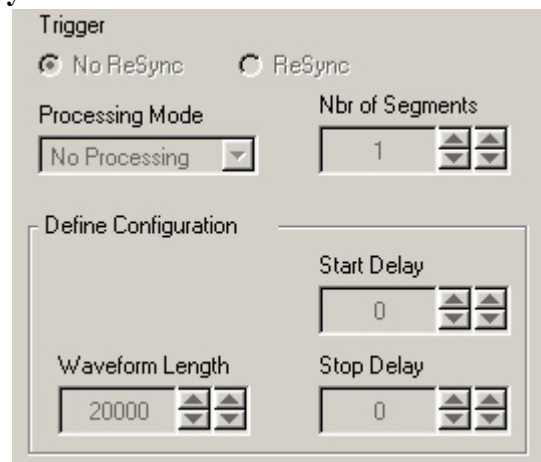 y
Trigger
No ReSync ReSync
Processing Mode Nbr of Segments
No Processing 1
Define Configuration
Start Delay
0
Waveform Length Stop Delay
20000 0